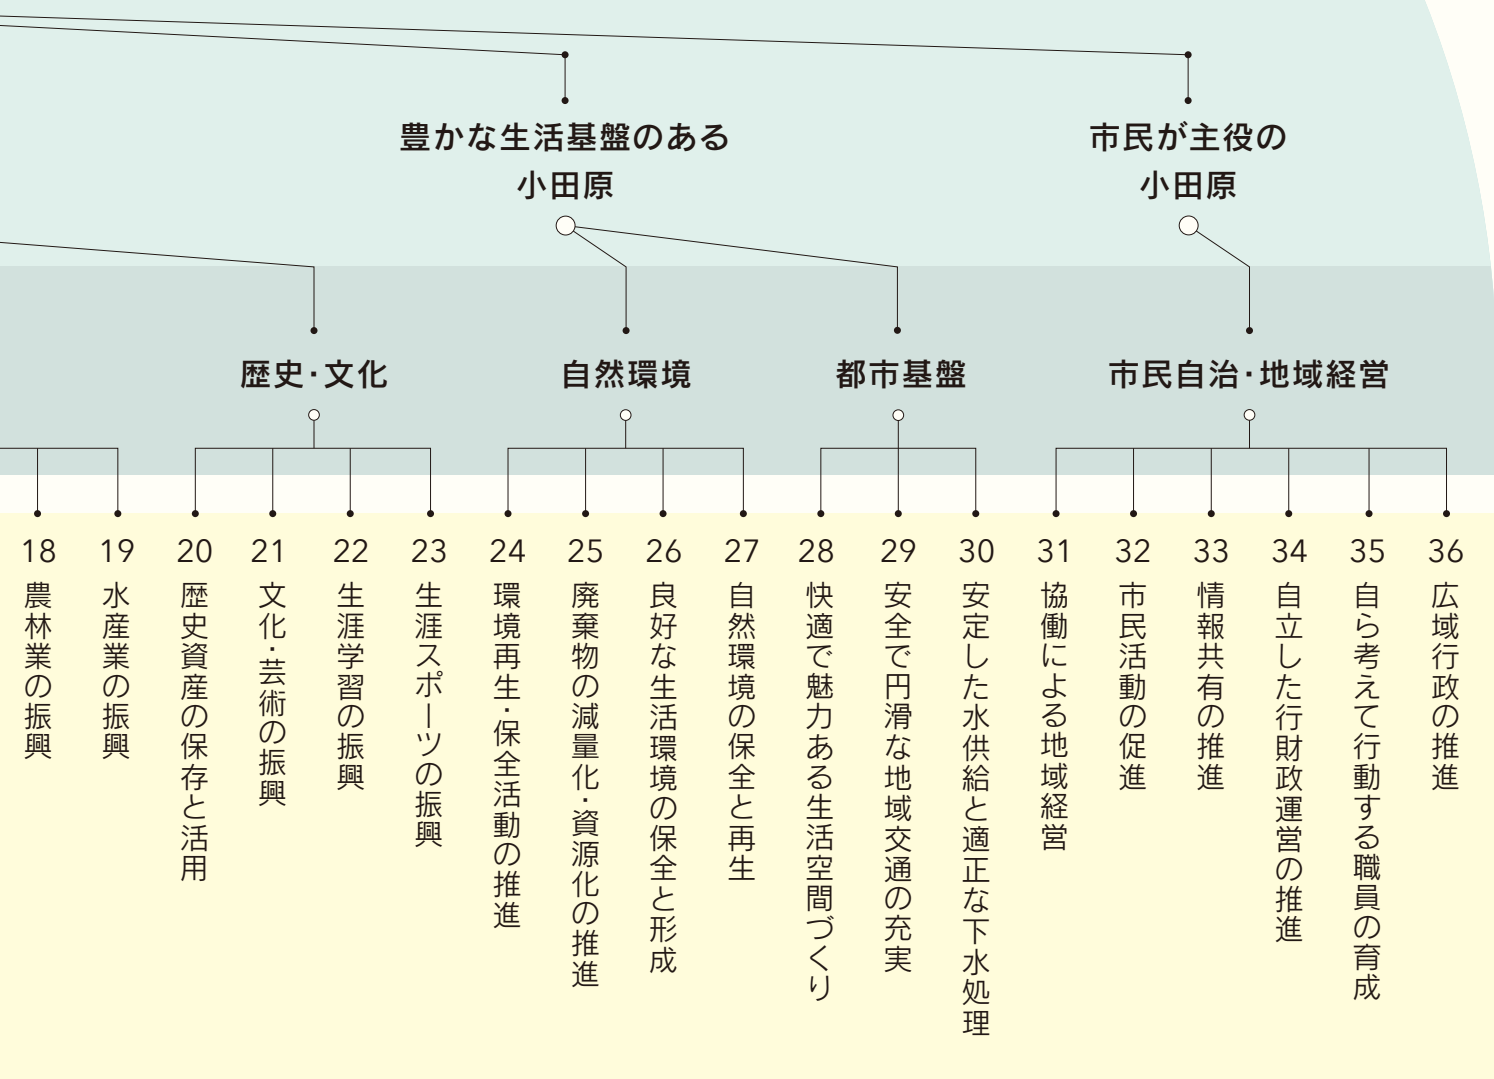 豊かな生活基盤のある
小田原
市民が主役の
小田原
歴史・文化
自然環境
都市基盤
市民自治・地域経営
18
農林業の振興
19
水産業の振興
20
歴史資産の保存と活用
21
文化・芸術の振興
22
生涯学習の振興
23
生涯スポーツの振興
24
環境再生・保全活動の推進
25
廃棄物の減量化・資源化の推進
26
良好な生活環境の保全と形成
27
自然環境の保全と再生
28
快適で魅力ある生活空間づくり
29
安全で円滑な地域交通の充実
30
安定した水供給と適正な下水処理
31
協働による地域経営
32
市民活動の促進
33
情報共有の推進
34
自立した行財政運営の推進
35
自ら考えて行動する職員の育成
36
広域行政の推進